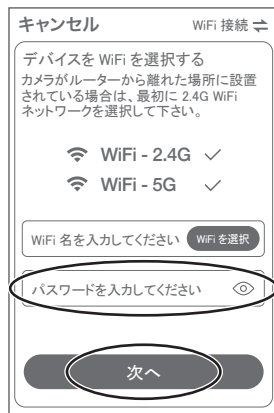 キャンセル WiFi 接続
デバイスを WiFi を選択する
カメラがルーターから離れた場所に設置
されている場合は、最初に 2.4G WiFi
ネットワークを選択して下さい。
WiFi - 2.4G ✓
WiFi - 5G ✓
WiFi 名を入力してください WiFi を選択
パスワードを入力してください
次へ